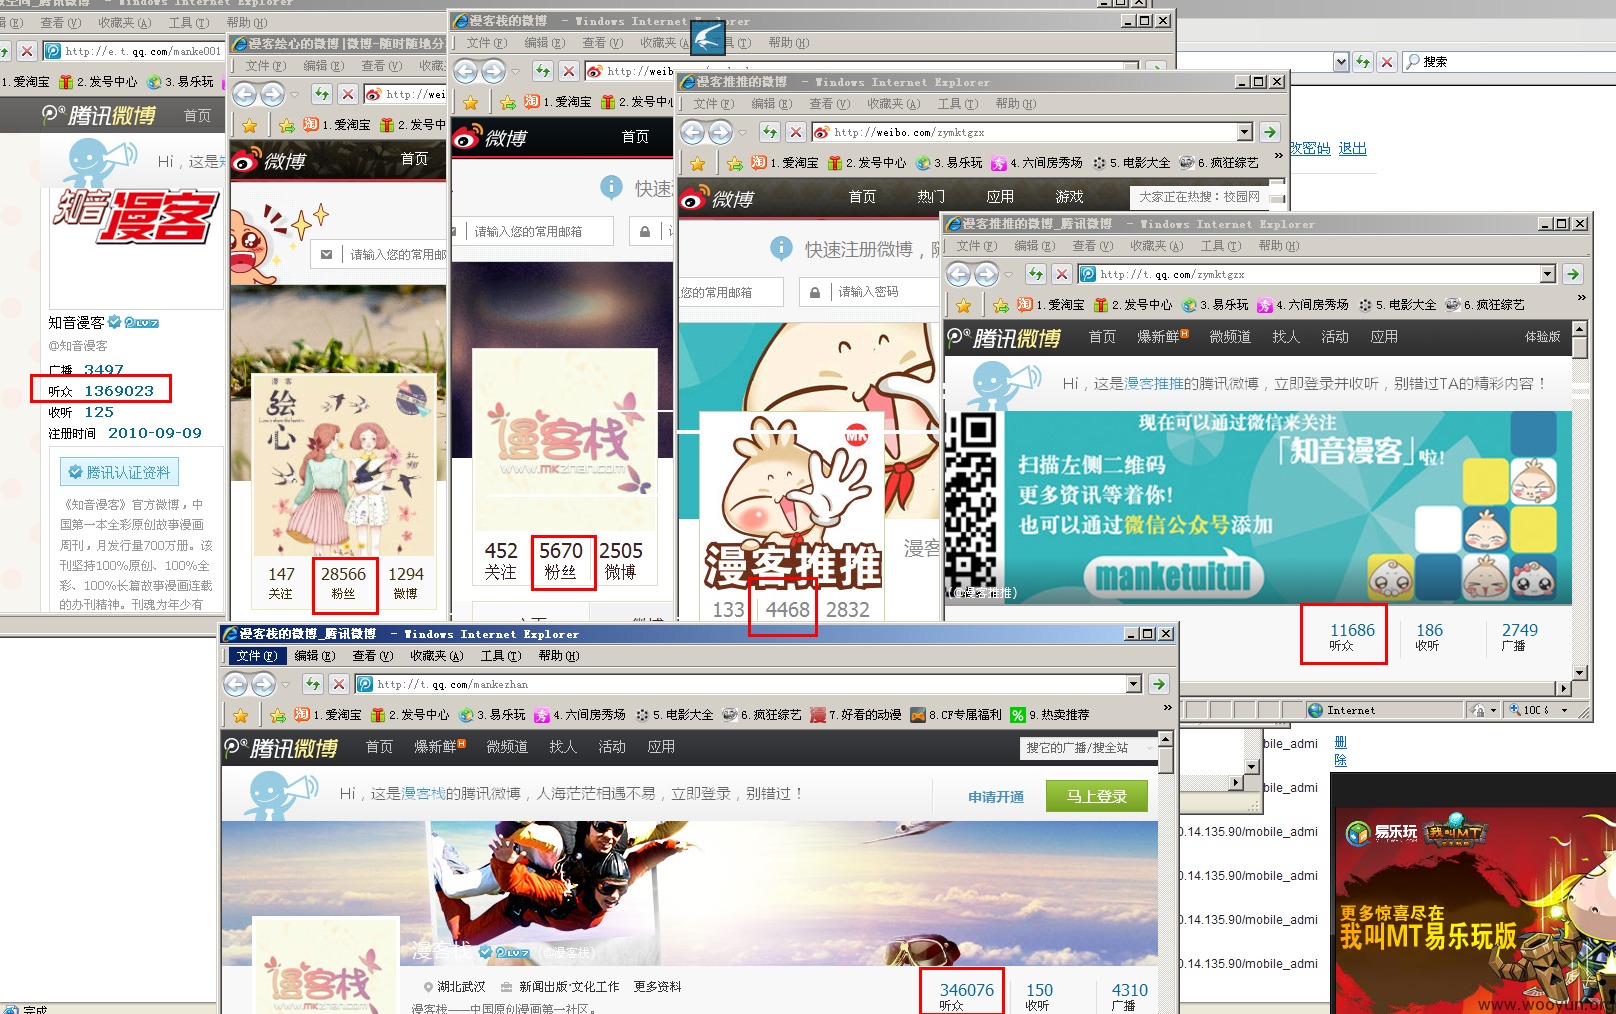 空间_腾讯微博 - Windows Internet Explorer
查看(V) 收藏夹(A) 工具(T) 帮助(H)
http://e.t.qq.com/manke001
1.爱淘宝 2.发号中心 3.易乐玩
腾讯微博 首页
Hi，这是知
知音漫客
知音漫客 LV7
@知音漫客
广播 3497
听众 1369023
收听 125
注册时间 2010-09-09
腾讯认证资料
《知音漫客》官方微博，中
国第一本全彩原创故事漫画
周刊，月发行量700万册。该
刊坚持100%原创、100%全
彩、100%长篇故事漫画连载
的办刊精神。刊魂为年少有
完成
漫客绘心的微博|微博-随时随地分
文件(F) 编辑(E) 查看(V) 收藏
http://wei
1.爱淘宝 2.发号中
微博 首页
请输入您的常用邮
漫客
绘心
147 关注
28566 粉丝
1294 微博
漫客栈的微博 - Windows Internet Explorer
文件(F) 编辑(E) 查看(V) 收藏夹(A) 工具(T) 帮助(H)
http://weib
1.爱淘宝 2.发号中心
微博 首页
快速注
请输入您的常用邮箱
漫客栈
www.mkzhan.com
452 关注
5670 粉丝
2505 微博
漫客推推的微博 - Windows Internet Explorer
文件(F) 编辑(E) 查看(V) 收藏夹(A) 工具(T) 帮助(H)
http://weibo.com/zymktgzx
1.爱淘宝 2.发号中心 3.易乐玩 4.六间房秀场 5.电影大全 6.疯狂综艺
微博 首页 热门 应用 游戏 大家正在热搜：校园网
快速注册微博，
您的常用邮箱 请输入密码
MK
漫客推推
漫客
133 4468 2832
搜索
改密码 退出
漫客推推的微博_腾讯微博 - Windows Internet Explorer
文件(F) 编辑(E) 查看(V) 收藏夹(A) 工具(T) 帮助(H)
http://t.qq.com/zymktgzx
1.爱淘宝 2.发号中心 3.易乐玩 4.六间房秀场 5.电影大全 6.疯狂综艺
腾讯微博 首页 爆新鲜 微频道 找人 活动 应用 体验版
Hi，这是漫客推推的腾讯微博，立即登录并收听，别错过TA的精彩内容！
现在可以通过微信来关注
「知音漫客」啦!
扫描左侧二维码
更多资讯等着你!
也可以通过微信公众号添加
manketuitui
(@漫客推推)
11686 听众
186 收听
2749 广播
Internet 100%
漫客栈的微博_腾讯微博 - Windows Internet Explorer
文件(F) 编辑(E) 查看(V) 收藏夹(A) 工具(T) 帮助(H)
http://t.qq.com/mankezhan
1.爱淘宝 2.发号中心 3.易乐玩 4.六间房秀场 5.电影大全 6.疯狂综艺 7.好看的动漫 8.CF专属福利 9.热卖推荐
腾讯微博 首页 爆新鲜 微频道 找人 活动 应用 搜它的广播/搜全站
Hi，这是漫客栈的腾讯微博，人海茫茫相遇不易，立即登录，别错过！ 申请开通 马上登录
漫客栈 LV7 (@漫客栈)
漫客栈
www.mkzhan.com
湖北武汉 新闻出版·文化工作 更多资料
漫客栈——中国原创漫画第一社区。
346076 听众
150 收听
4310 广播
bile_admi 删除
bile_admi
0.14.135.90/mobile_admi
0.14.135.90/mobile_admi
0.14.135.90/mobile_admi
0.14.135.90/mobile_admi
易乐玩 我叫MT
更多惊喜尽在
我叫MT易乐玩版
www.wooyun.org